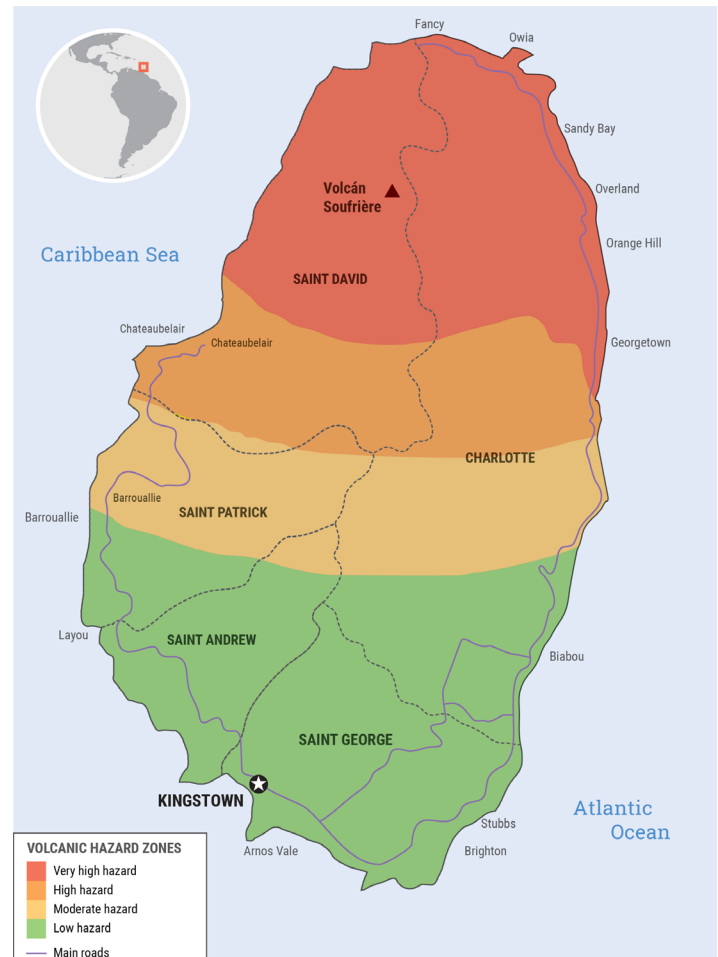 Fancy
Owia
Sandy Bay
Volcán
Soufrière
Overland
Orange Hill
Caribbean Sea
SAINT DAVID
Chateaubelair
Chateaubelair
Georgetown
CHARLOTTE
Barrouallie
SAINT PATRICK
Barrouallie
Layou
SAINT ANDREW
Biabou
SAINT GEORGE
KINGSTOWN
Atlantic
Ocean
Stubbs
Arnos Vale
Brighton
VOLCANIC HAZARD ZONES
Very high hazard
High hazard
Moderate hazard
Low hazard
Main roads